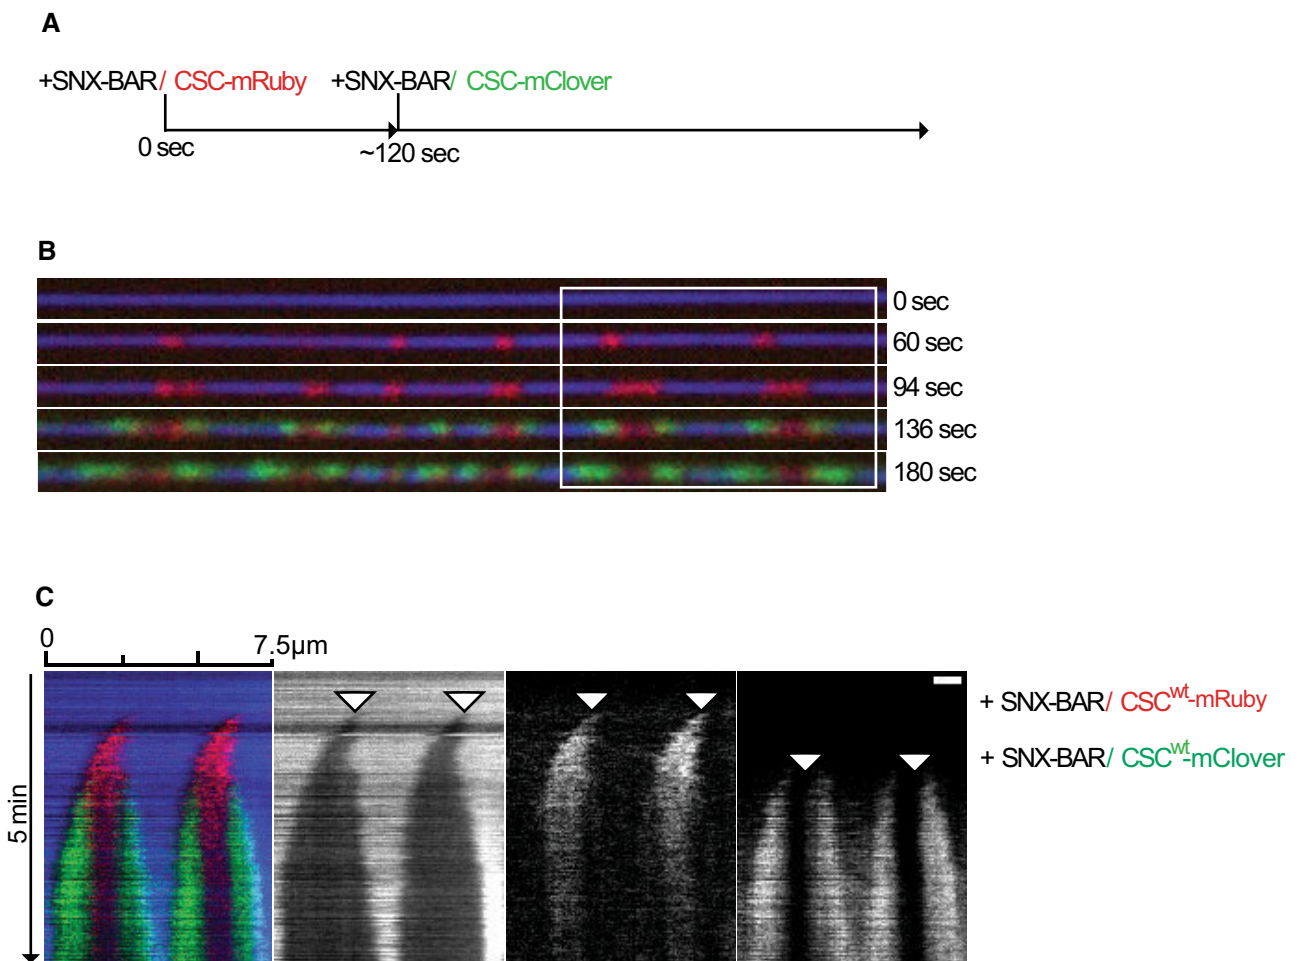 A
+SNX-BAR/ CSC-mRuby +SNX-BAR/ CSC-mClover
0 sec ~120 sec
B
0 sec
60 sec
94 sec
136 sec
180 sec
C
0 7.5µm
5 min
+ SNX-BAR/ CSCwt-mRuby
+ SNX-BAR/ CSCwt-mClover